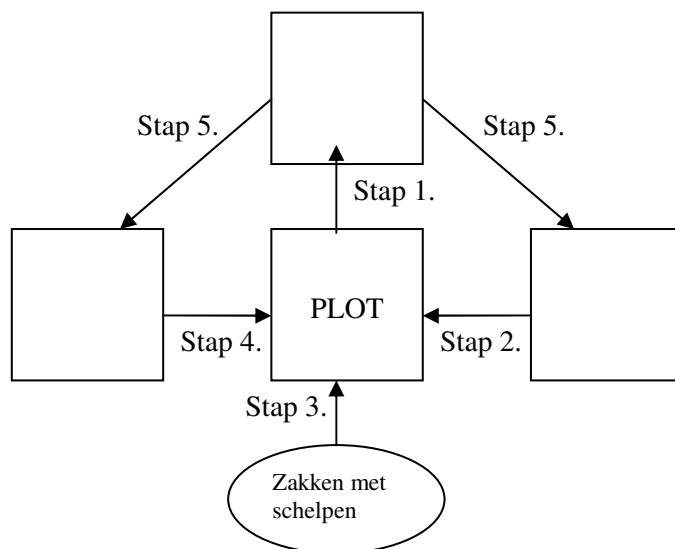 Stap 5.
Stap 5.
Stap 1.
PLOT
Stap 4.
Stap 2.
Stap 3.
Zakken met
schelpen